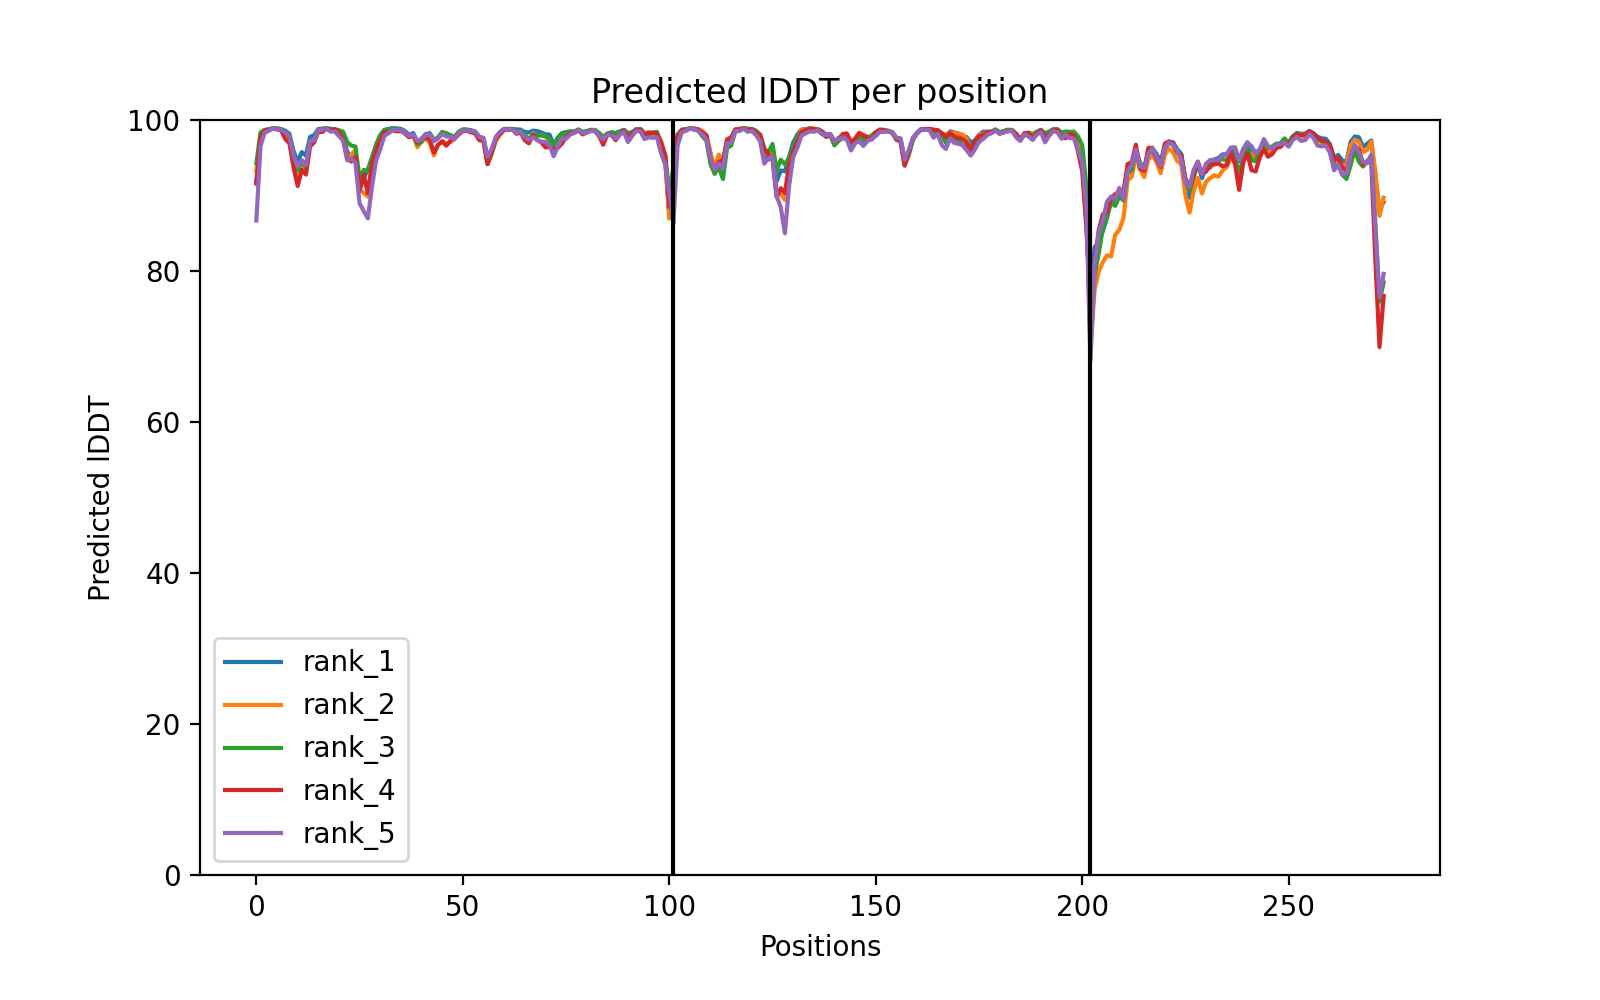 Predicted lDDT per position
100
80
60
40
20
0
Predicted lDDT
rank_1
rank_2
rank_3
rank_4
rank_5
0 50 100 150 200 250
Positions